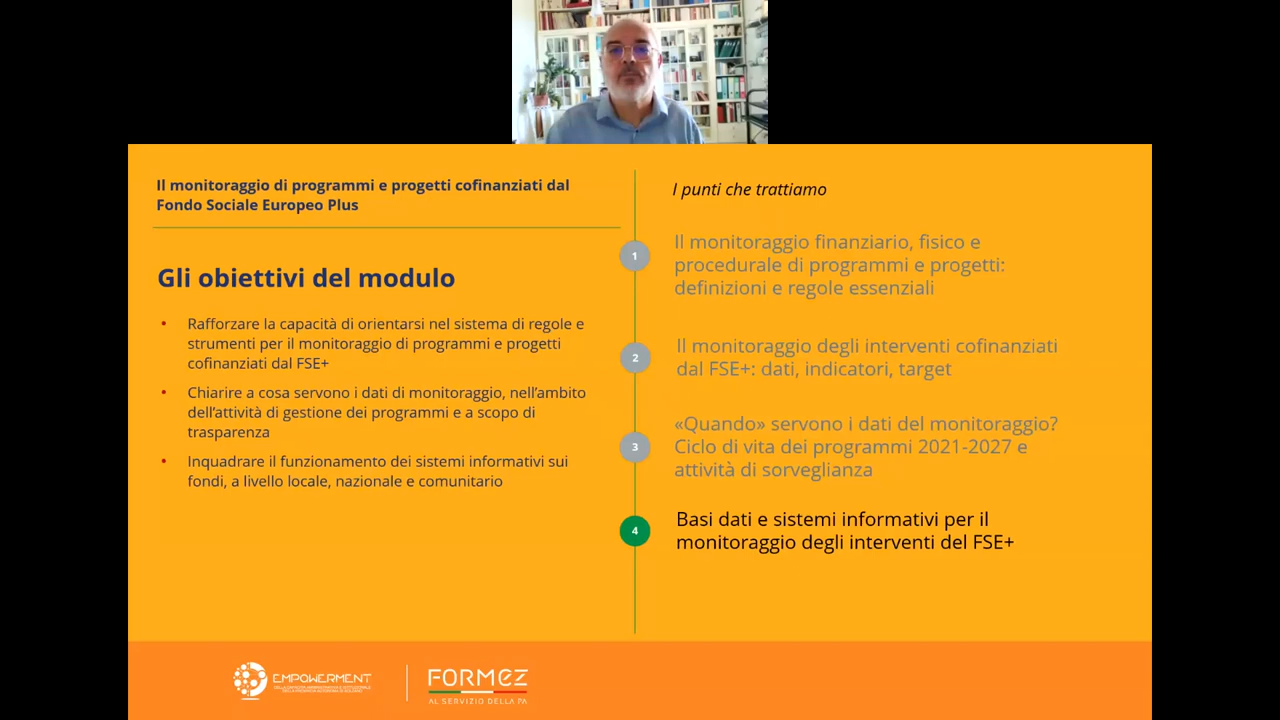 Il monitoraggio di programmi e progetti cofinanziati dal
Fondo Sociale Europeo Plus
Gli obiettivi del modulo
• Rafforzare la capacità di orientarsi nel sistema di regole e
strumenti per il monitoraggio di programmi e progetti
cofinanziati dal FSE+
• Chiarire a cosa servono i dati di monitoraggio, nell'ambito
dell'attività di gestione dei programmi e a scopo di
trasparenza
• Inquadrare il funzionamento dei sistemi informativi sui
fondi, a livello locale, nazionale e comunitario
I punti che trattiamo
1
Il monitoraggio finanziario, fisico e
procedurale di programmi e progetti:
definizioni e regole essenziali
2
Il monitoraggio degli interventi cofinanziati
dal FSE+: dati, indicatori, target
3
«Quando» servono i dati del monitoraggio?
Ciclo di vita dei programmi 2021-2027 e
attività di sorveglianza
4
Basi dati e sistemi informativi per il
monitoraggio degli interventi del FSE+
EMPOWERMENT
FORMEZ
AL SERVIZIO DELLA PA